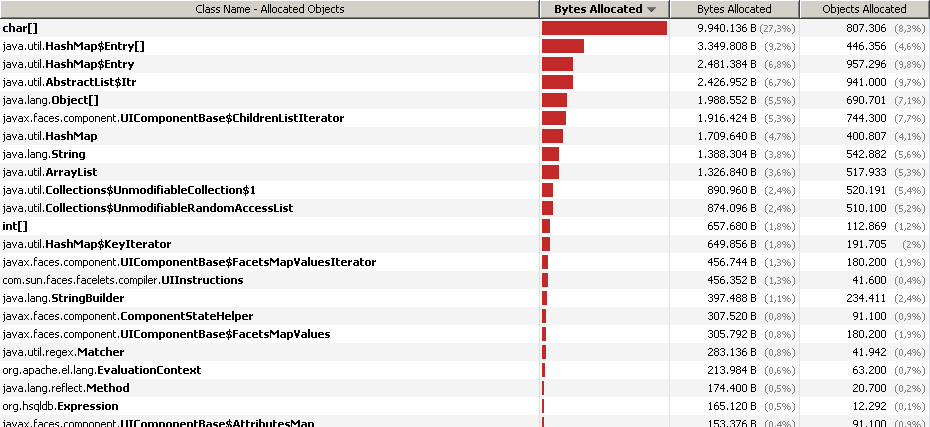 Class Name - Allocated Objects Bytes Allocated Bytes Allocated Objects Allocated
char[] 9.940.136 B (27,3%) 807.306 (8,3%)
java.util.HashMap$Entry[] 3.349.808 B (9,2%) 446.356 (4,6%)
java.util.HashMap$Entry 2.481.384 B (6,8%) 957.296 (9,8%)
java.util.AbstractList$Itr 2.426.952 B (6,7%) 941.000 (9,7%)
java.lang.Object[] 1.988.552 B (5,5%) 690.701 (7,1%)
javax.faces.component.UIComponentBase$ChildrenListIterator 1.916.424 B (5,3%) 744.300 (7,7%)
java.util.HashMap 1.709.640 B (4,7%) 400.807 (4,1%)
java.lang.String 1.388.304 B (3,8%) 542.882 (5,6%)
java.util.ArrayList 1.326.840 B (3,6%) 517.933 (5,3%)
java.util.Collections$UnmodifiableCollection$1 890.960 B (2,4%) 520.191 (5,4%)
java.util.Collections$UnmodifiableRandomAccessList 874.096 B (2,4%) 510.100 (5,2%)
int[] 657.680 B (1,8%) 112.869 (1,2%)
java.util.HashMap$KeyIterator 649.856 B (1,8%) 191.705 (2%)
javax.faces.component.UIComponentBase$FacetsMapValuesIterator 456.744 B (1,3%) 180.200 (1,9%)
com.sun.faces.facelets.compiler.UIInstructions 456.352 B (1,3%) 41.600 (0,4%)
java.lang.StringBuilder 397.488 B (1,1%) 234.411 (2,4%)
javax.faces.component.ComponentStateHelper 307.520 B (0,8%) 91.100 (0,9%)
javax.faces.component.UIComponentBase$FacetsMapValues 305.792 B (0,8%) 180.200 (1,9%)
java.util.regex.Matcher 283.136 B (0,8%) 41.942 (0,4%)
org.apache.el.lang.EvaluationContext 213.984 B (0,6%) 63.200 (0,7%)
java.lang.reflect.Method 174.400 B (0,5%) 20.700 (0,2%)
org.hsqldb.Expression 165.120 B (0,5%) 12.292 (0,1%)
javax.faces.component.UIComponentBase$AttributesMap 153.376 B (0,4%) 91.100 (0,9%)